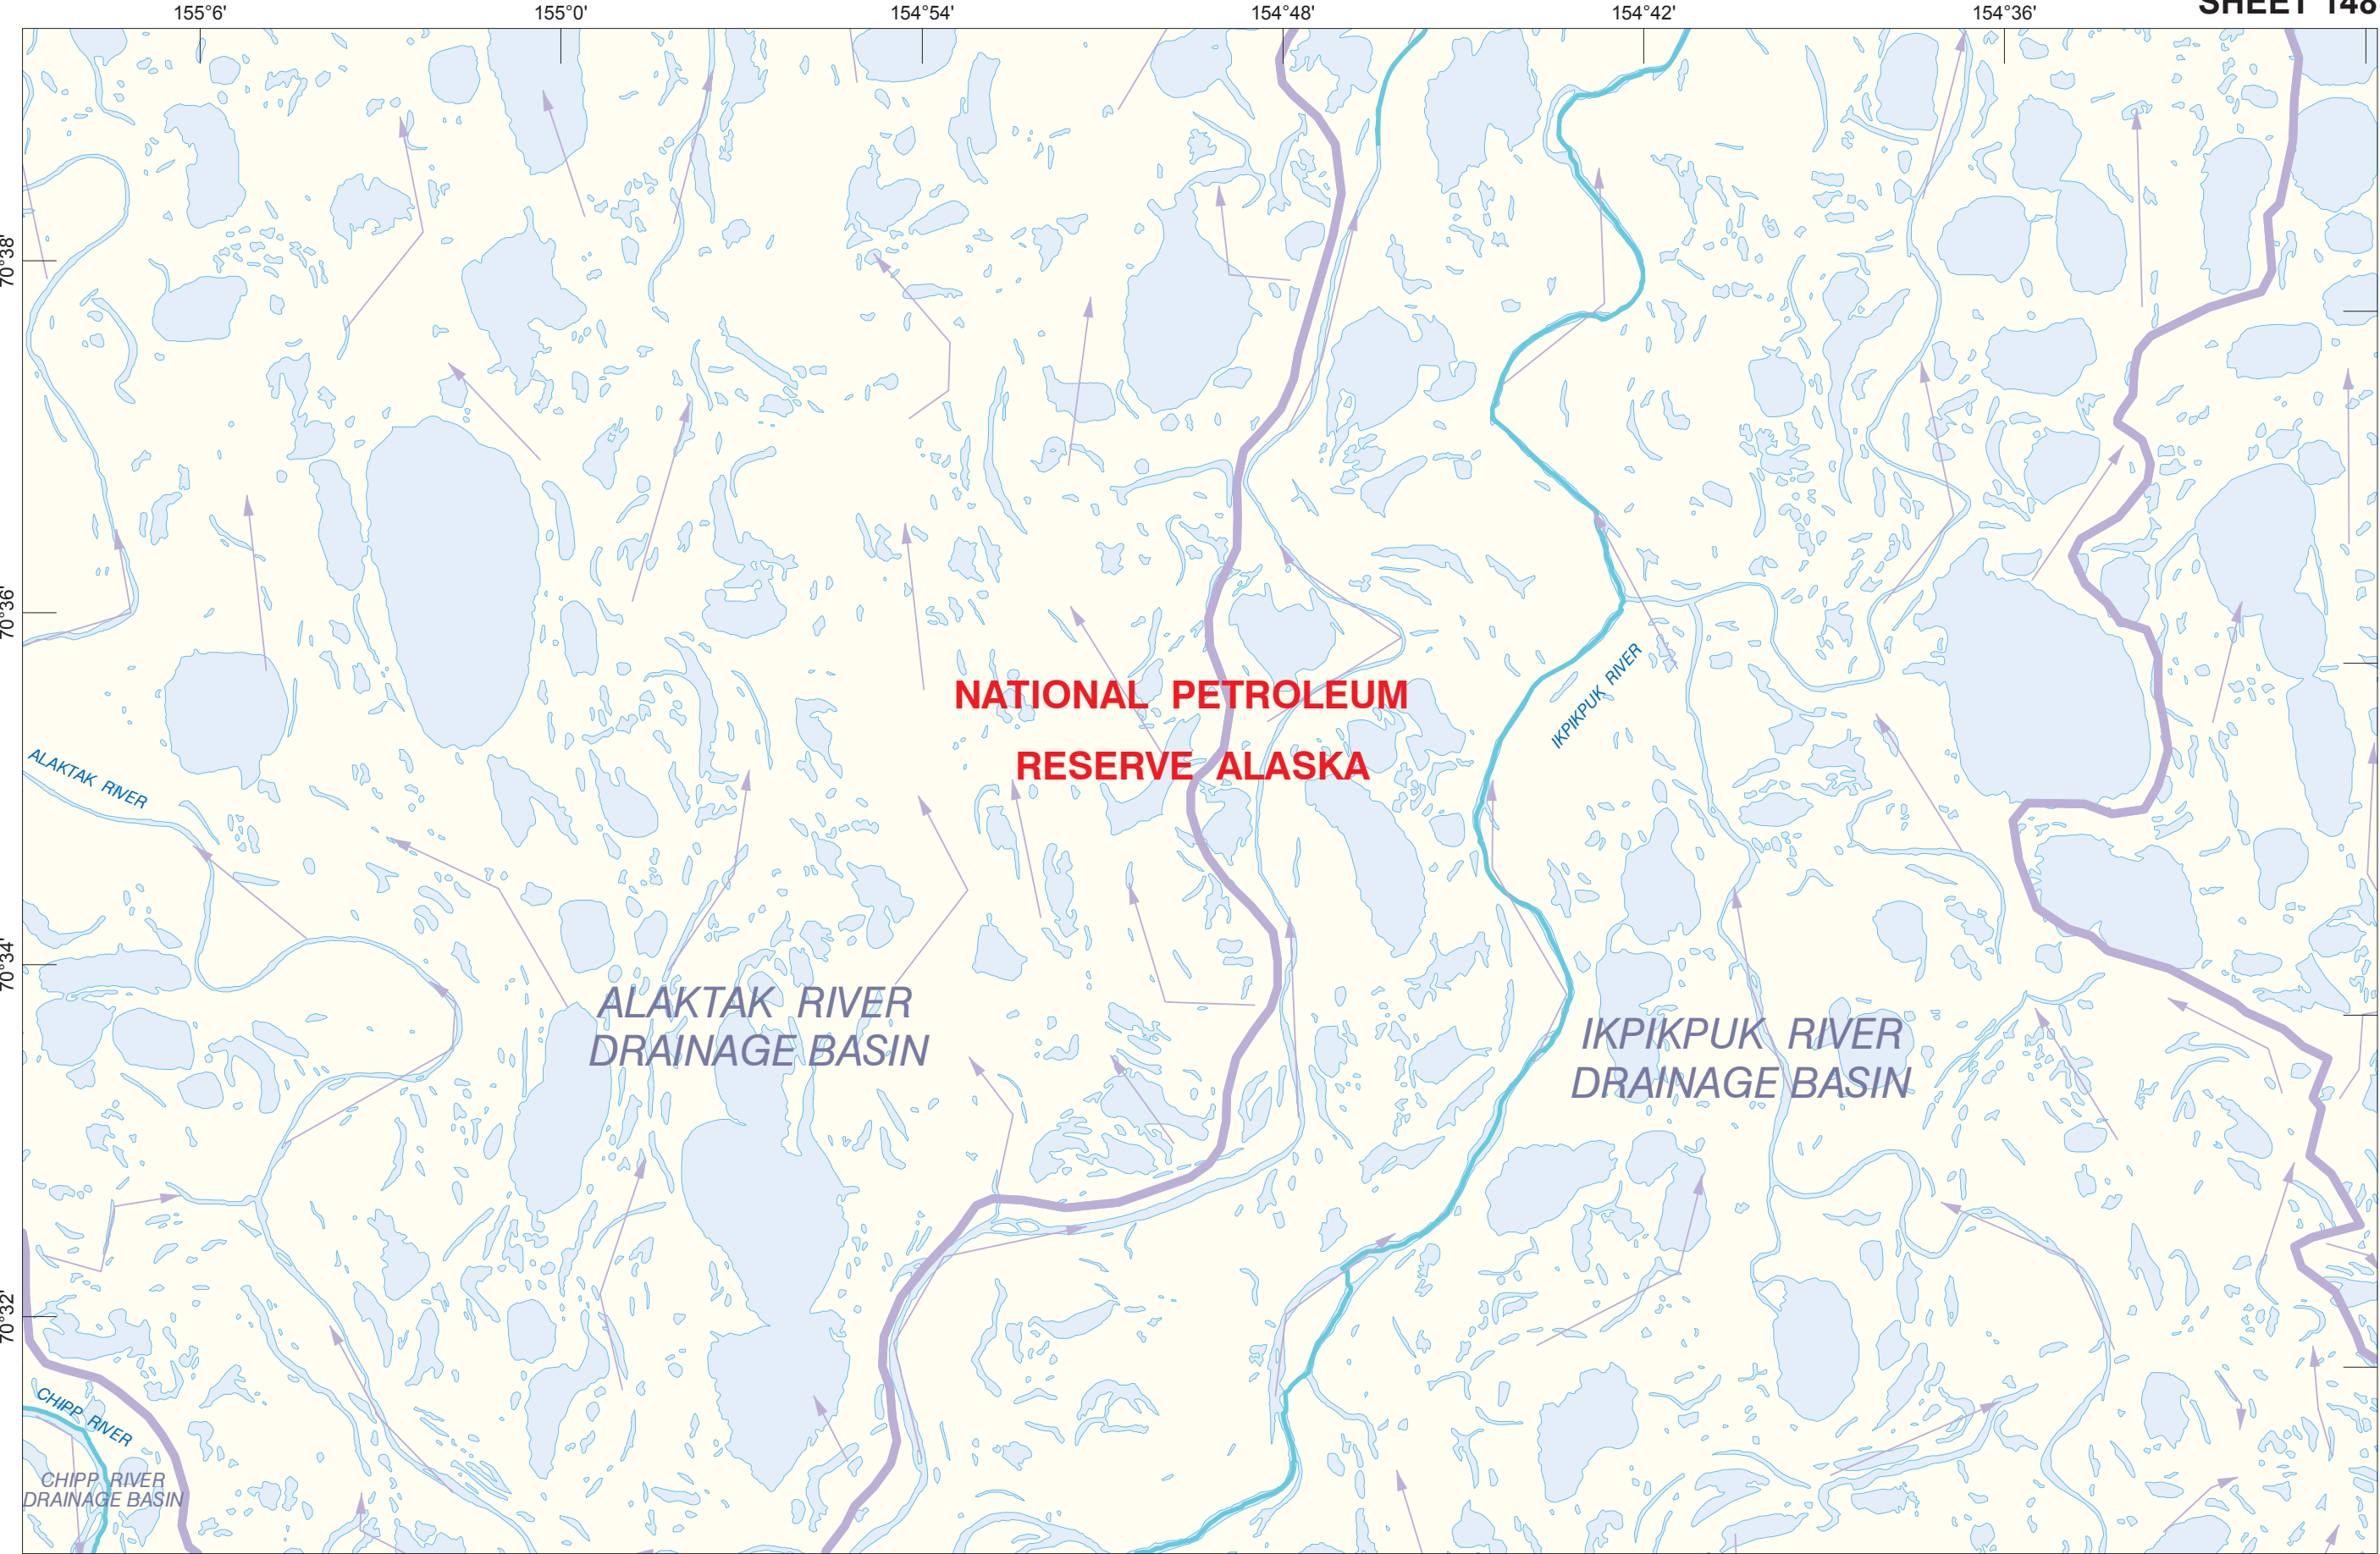 SHEET 148
155°6'
155°0'
154°54'
154°48'
154°42'
154°36'
70°38'
70°36'
70°34'
70°32'
NATIONAL PETROLEUM
RESERVE ALASKA
IKPIKPUK RIVER
ALAKTAK RIVER
ALAKTAK RIVER
DRAINAGE BASIN
IKPIKPUK RIVER
DRAINAGE BASIN
CHIPP RIVER
CHIPP RIVER
DRAINAGE BASIN